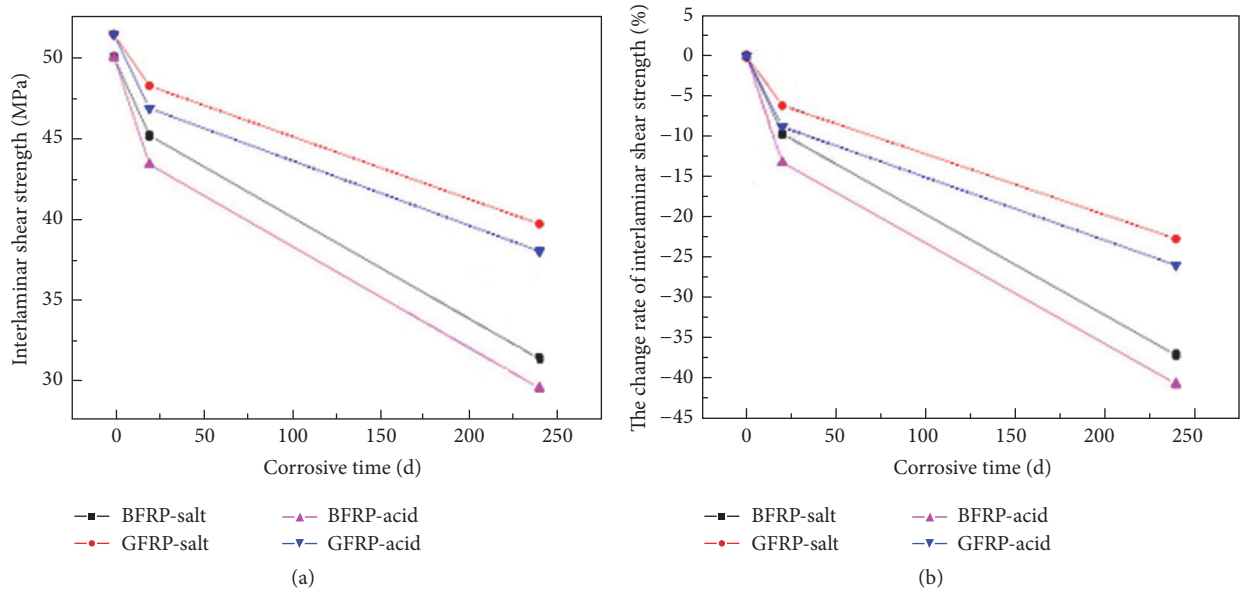 Interlaminar shear strength (MPa)
50
45
40
35
30
0 50 100 150 200 250
Corrosive time (d)
BFRP-salt BFRP-acid
GFRP-salt GFRP-acid
(a)
The change rate of interlaminar shear strength (%)
5
0
−5
−10
−15
−20
−25
−30
−35
−40
−45
0 50 100 150 200 250
Corrosive time (d)
BFRP-salt BFRP-acid
GFRP-salt GFRP-acid
(b)